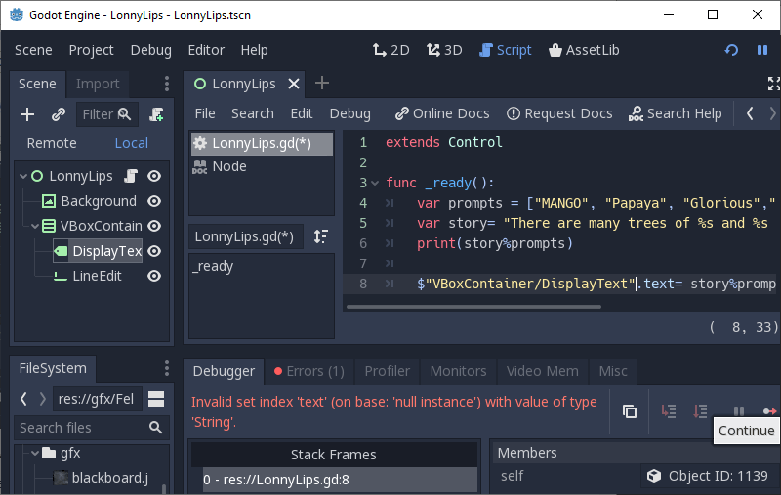 Godot Engine - LonnyLips - LonnyLips.tscn
Scene Project Debug Editor Help 2D 3D Script AssetLib
Scene Import LonnyLips
Filter File Search Edit Debug Online Docs Request Docs Search Help
Remote Local
LonnyLips
Background
VBoxContain
DisplayTex
LineEdit
LonnyLips.gd(*)
Node
LonnyLips.gd(*)
_ready
1 extends Control
2
3 func _ready():
4 var prompts = ["MANGO", "Papaya", "Glorious","
5 var story= "There are many trees of %s and %s
6 print(story%prompts)
7
8 $"VBoxContainer/DisplayText".text= story%promp
( 8, 33)
FileSystem
res://gfx/Fel
Search files
gfx
blackboard.j
Debugger Errors (1) Profiler Monitors Video Mem Misc
Invalid set index 'text' (on base: 'null instance') with value of type
'String'.
Continue
Stack Frames
0 - res://LonnyLips.gd:8
Members
self Object ID: 1139